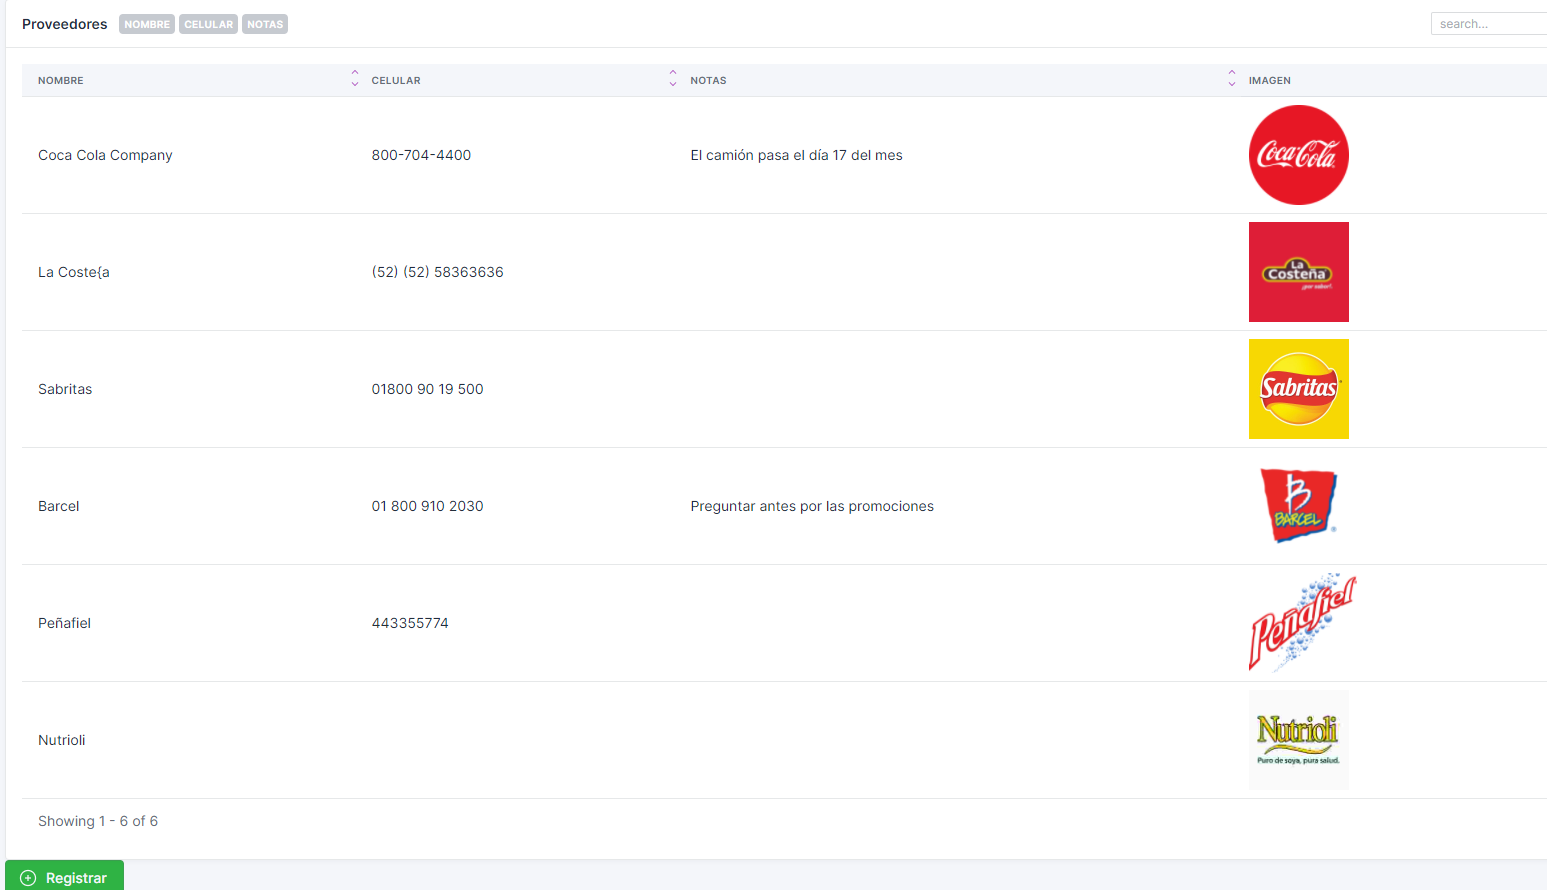 Proveedores NOMBRE CELULAR NOTAS search...
NOMBRE CELULAR NOTAS IMAGEN
Coca Cola Company 800-704-4400 El camión pasa el día 17 del mes Coca-Cola
La Coste{a (52) (52) 58363636 La Costeña ¡por sabor!
Sabritas 01800 90 19 500 Sabritas
Barcel 01 800 910 2030 Preguntar antes por las promociones B BARCEL
Peñafiel 443355774 Peñafiel
Nutrioli Nutrioli Puro de soya, pura salud.
Showing 1 - 6 of 6
Registrar